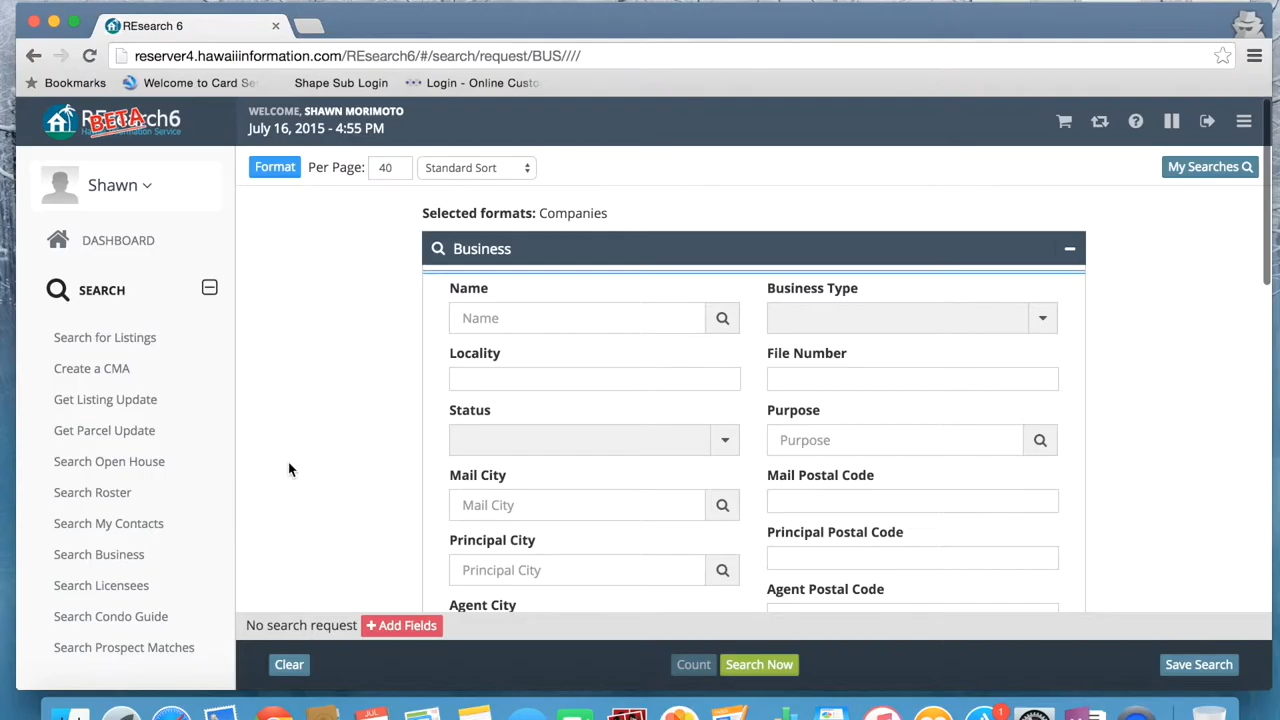 REsearch 6
reserver4.hawaiiinformation.com/REsearch6/#/search/request/BUS////
Bookmarks
Welcome to Card Se
Shape Sub Login
Login - Online Custo
REsearch6
BETA
Hawaii Information Service
WELCOME, SHAWN MORIMOTO
July 16, 2015 - 4:55 PM
Format
Per Page:
40
Standard Sort
My Searches
Shawn
DASHBOARD
SEARCH
Search for Listings
Create a CMA
Get Listing Update
Get Parcel Update
Search Open House
Search Roster
Search My Contacts
Search Business
Search Licensees
Search Condo Guide
Search Prospect Matches
Selected formats: Companies
Business
Name
Business Type
Name
Locality
File Number
Status
Purpose
Purpose
Mail City
Mail Postal Code
Mail City
Principal City
Principal Postal Code
Principal City
Agent City
Agent Postal Code
No search request
+ Add Fields
Clear
Count
Search Now
Save Search
JUL
1